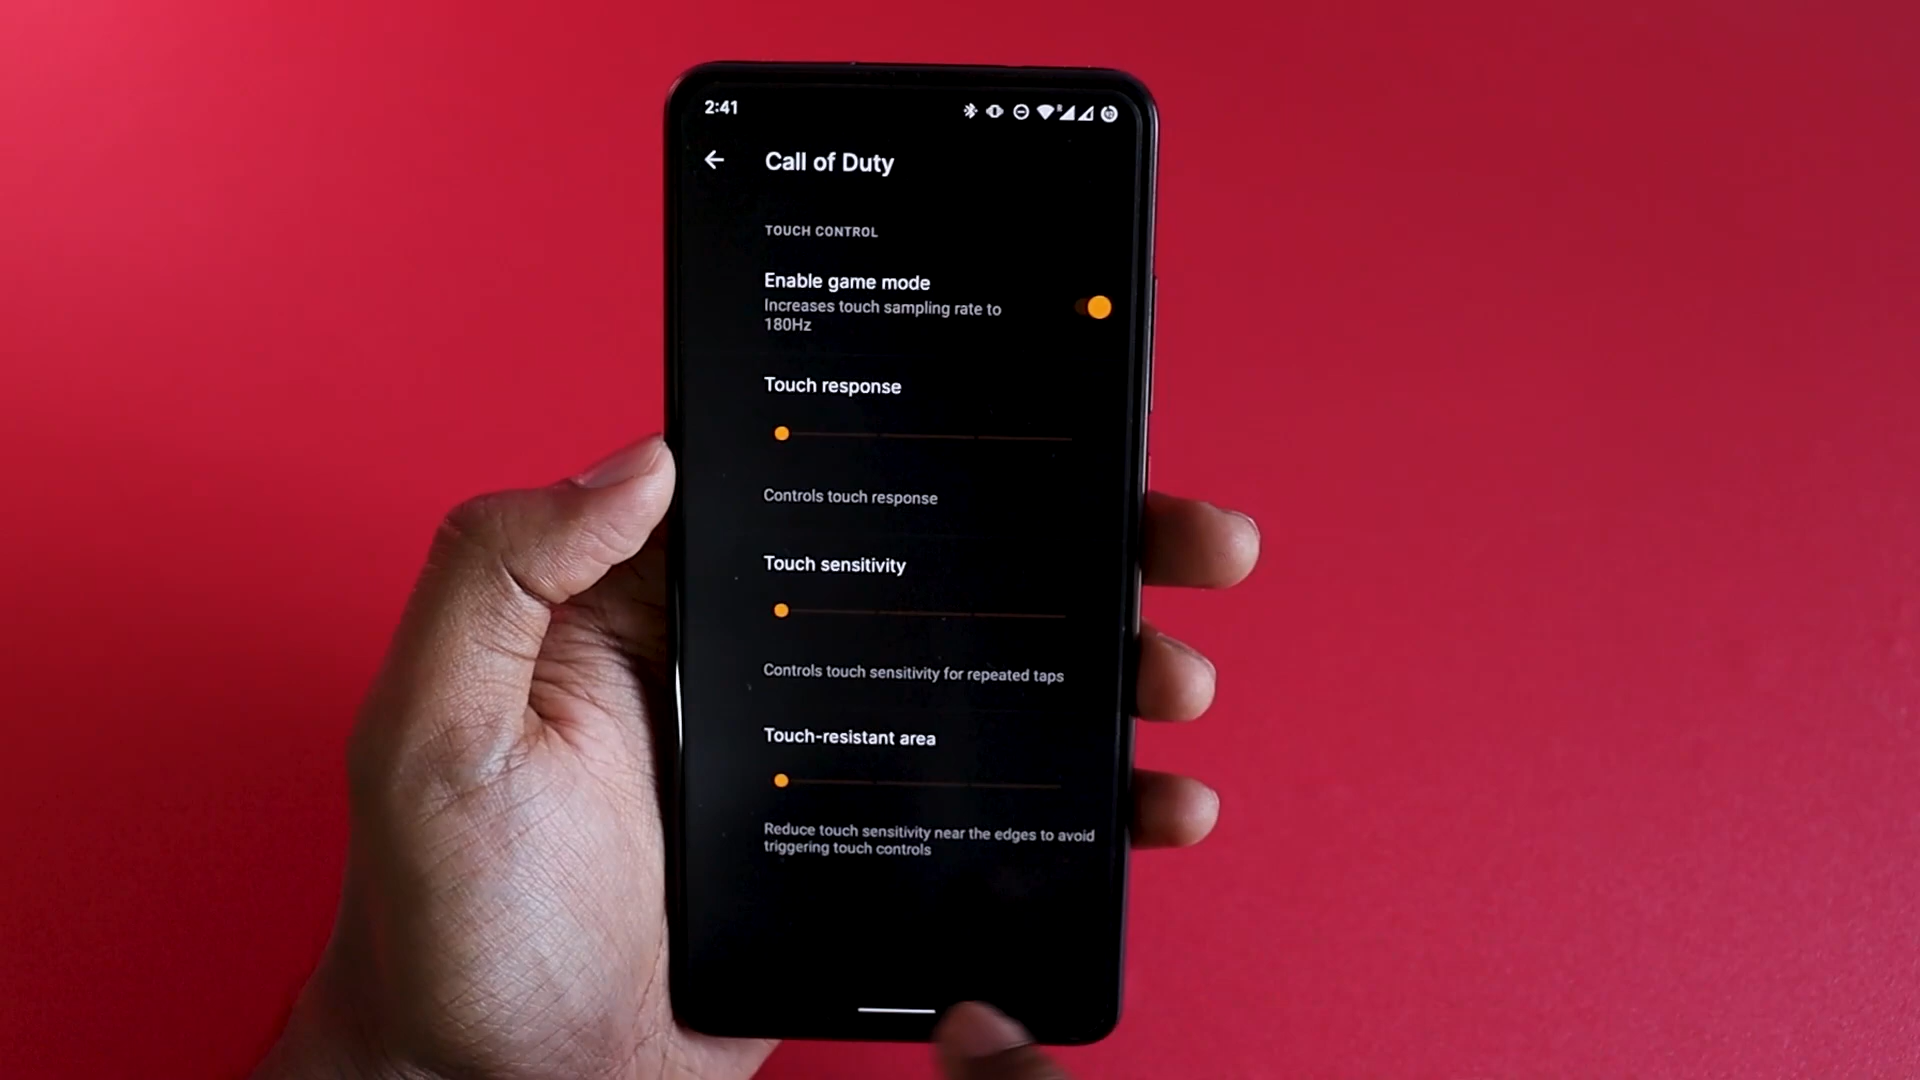 2:41
R
Call of Duty
TOUCH CONTROL
Enable game mode
Increases touch sampling rate to
180Hz
Touch response
Controls touch response
Touch sensitivity
Controls touch sensitivity for repeated taps
Touch-resistant area
Reduce touch sensitivity near the edges to avoid
triggering touch controls